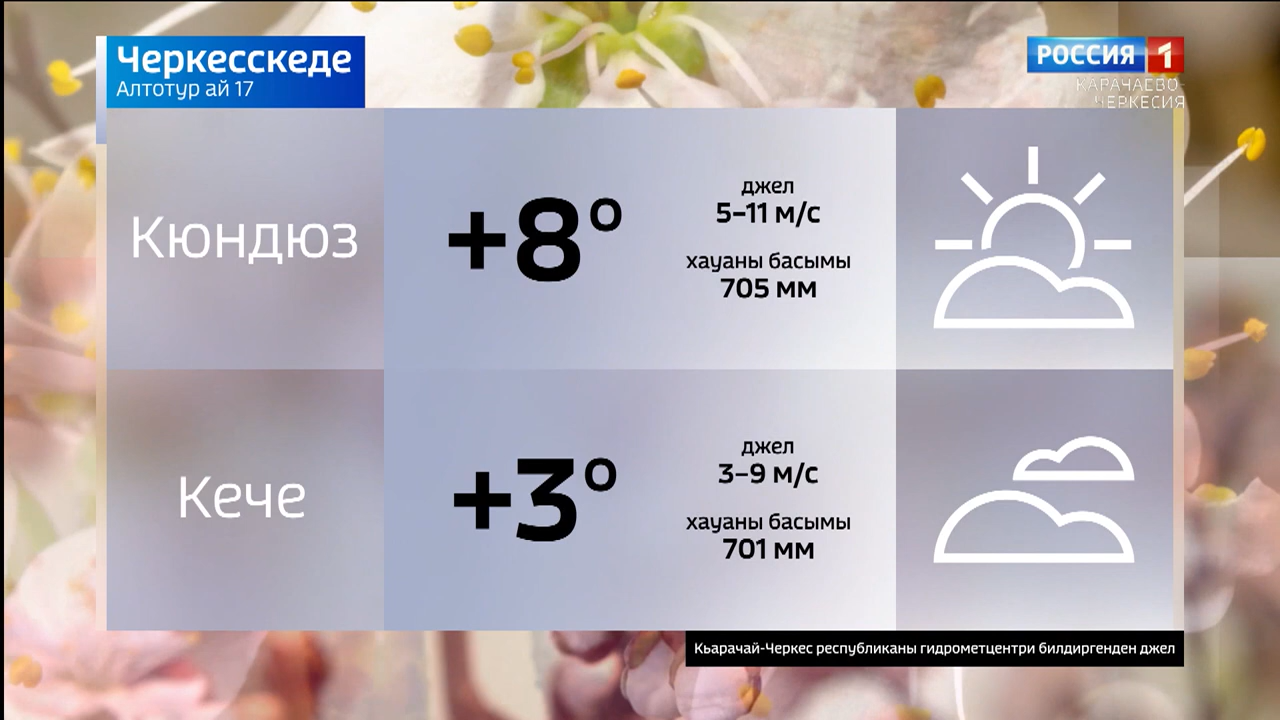 Черкесскеде
Алтотур ай 17
РОССИЯ 1
КАРАЧАЕВО-
ЧЕРКЕСИЯ
Кюндюз
+8°
джел
5-11 м/с
хауаны басымы
705 мм
Кече
+3°
джел
3-9 м/с
хауаны басымы
701 мм
Кьарачай-Черкес республиканы гидрометцентри билдиргенден джел